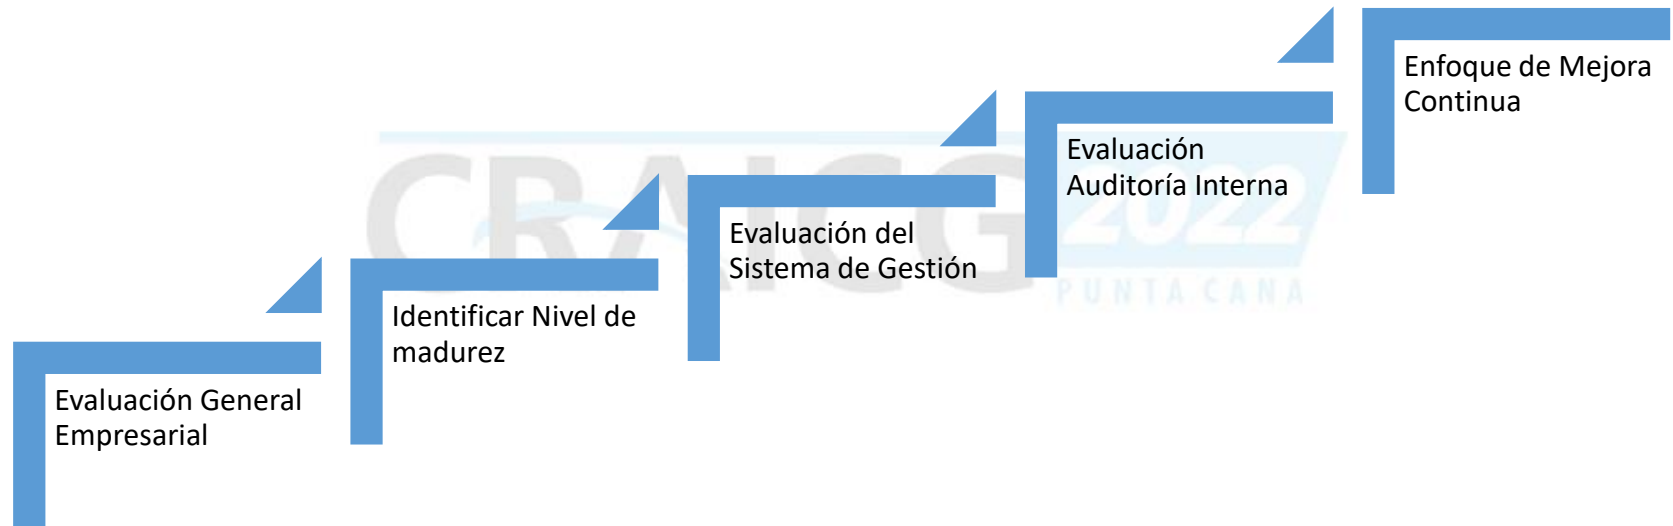 Enfoque de Mejora
Continua
Evaluación
Auditoría Interna
Evaluación del
Sistema de Gestión
Identificar Nivel de
madurez
Evaluación General
Empresarial
CRAICG 2022
PUNTA CANA